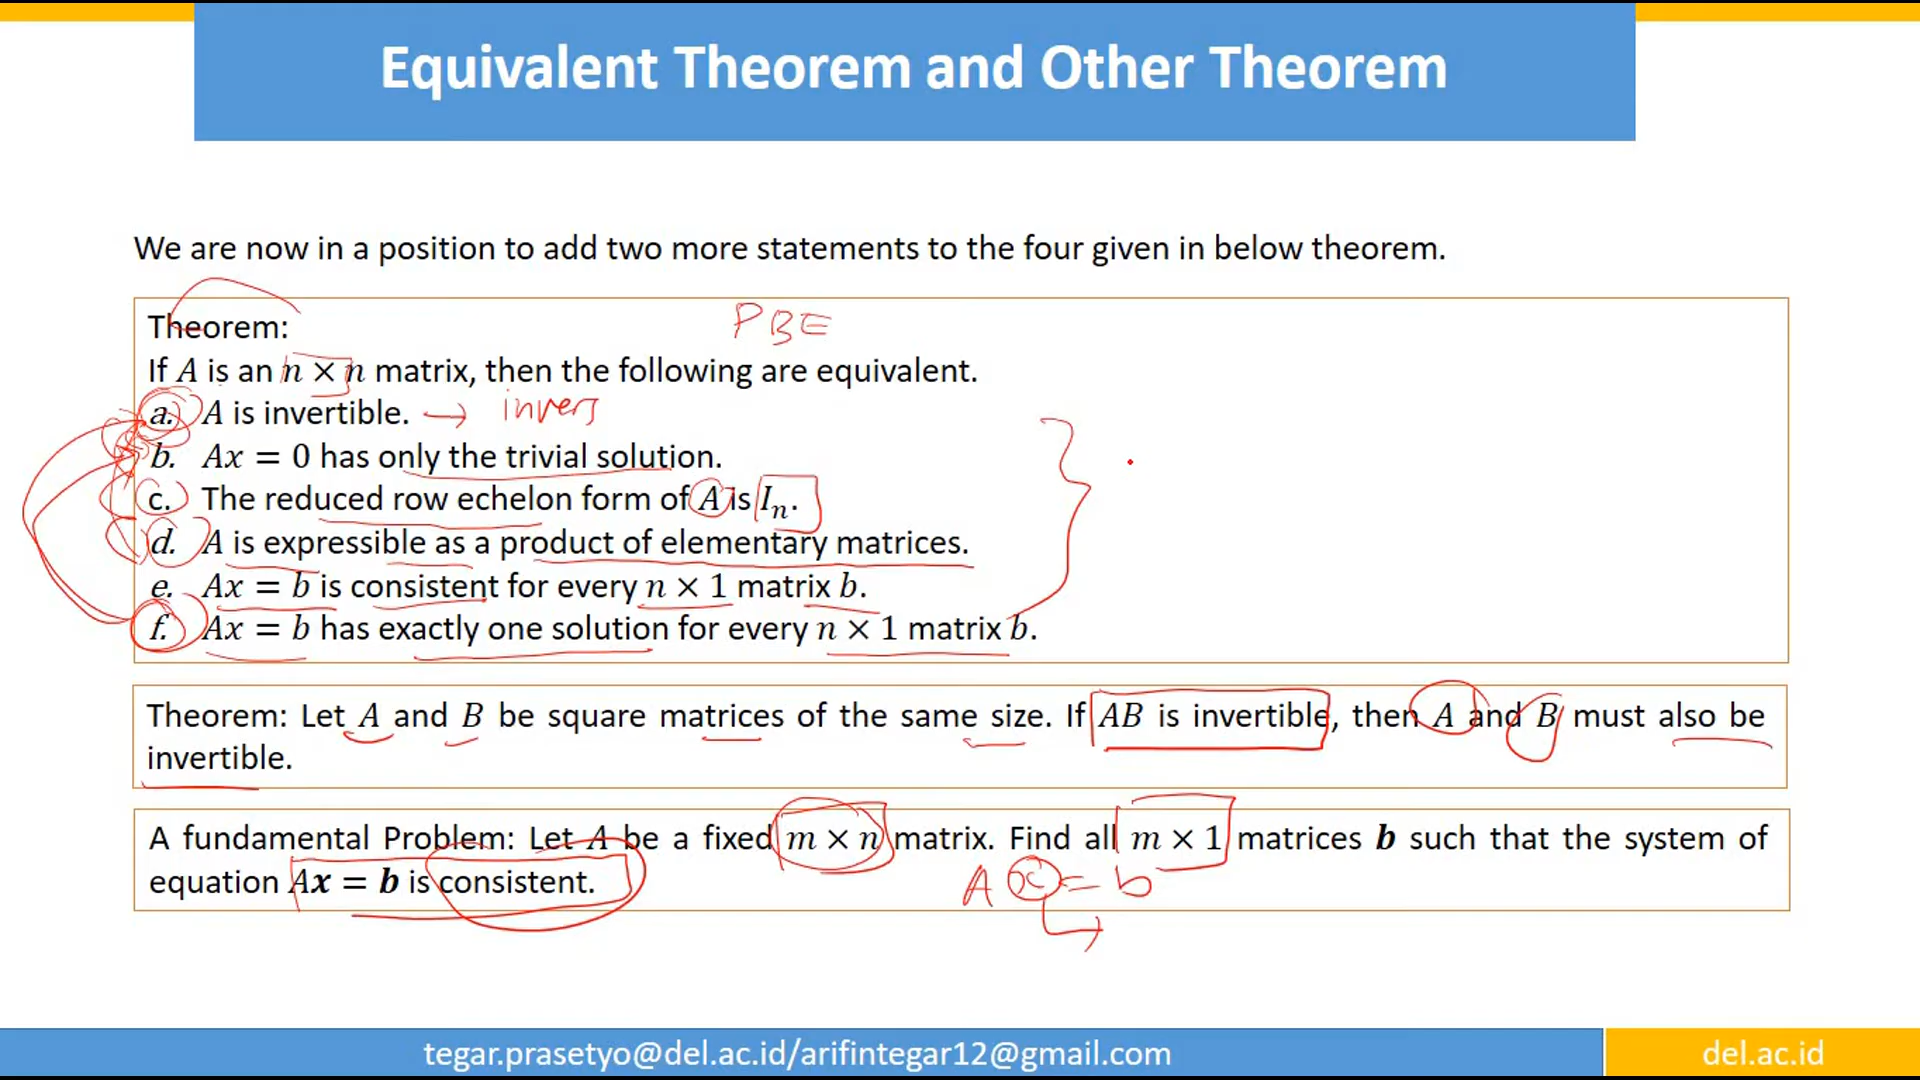 Equivalent Theorem and Other Theorem
We are now in a position to add two more statements to the four given in below theorem.
Theorem:
PBE
If A is an n × n matrix, then the following are equivalent.
a. A is invertible. → invers
b. Ax = 0 has only the trivial solution.
c. The reduced row echelon form of A is Iₙ.
d. A is expressible as a product of elementary matrices.
e. Ax = b is consistent for every n × 1 matrix b.
f. Ax = b has exactly one solution for every n × 1 matrix b.
Theorem: Let A and B be square matrices of the same size. If AB is invertible, then A and B must also be
invertible.
A fundamental Problem: Let A be a fixed m × n matrix. Find all m × 1 matrices b such that the system of
equation Ax = b is consistent.
A x = b
tegar.prasetyo@del.ac.id/arifintegar12@gmail.com
del.ac.id